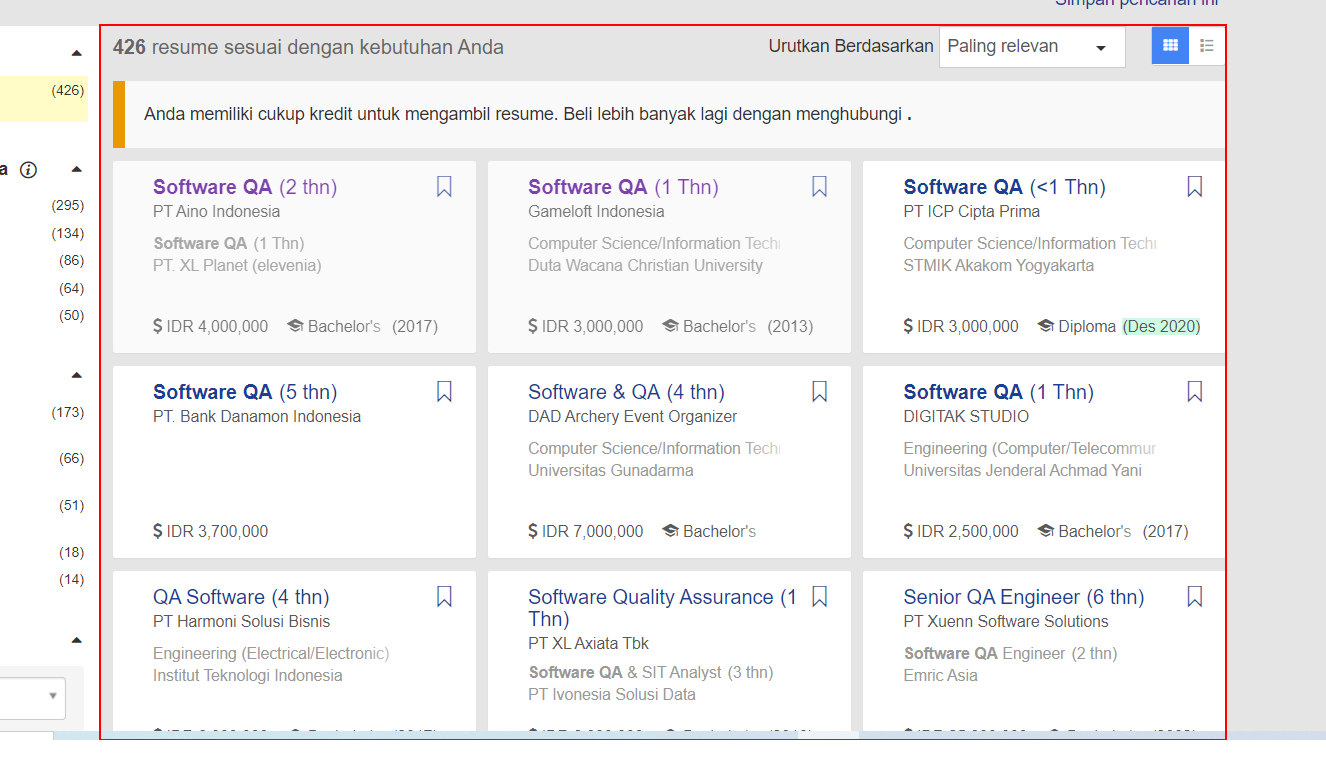 426 resume sesuai dengan kebutuhan Anda
Urutkan Berdasarkan Paling relevan
Anda memiliki cukup kredit untuk mengambil resume. Beli lebih banyak lagi dengan menghubungi .
(426)
a
(295)
(134)
(86)
(64)
(50)
(173)
(66)
(51)
(18)
(14)
Software QA (2 thn)
PT Aino Indonesia
Software QA (1 Thn)
PT. XL Planet (elevenia)
$ IDR 4,000,000 Bachelor's (2017)
Software QA (1 Thn)
Gameloft Indonesia
Computer Science/Information
Duta Wacana Christian University
$ IDR 3,000,000 Bachelor's (2013)
Software QA (<1 Thn)
PT ICP Cipta Prima
Computer Science/Information
STMIK Akakom Yogyakarta
$ IDR 3,000,000 Diploma (Des 2020)
Software QA (5 thn)
PT. Bank Danamon Indonesia
$ IDR 3,700,000
Software & QA (4 thn)
DAD Archery Event Organizer
Computer Science/Information
Universitas Gunadarma
$ IDR 7,000,000 Bachelor's
Software QA (1 Thn)
DIGITAK STUDIO
Engineering (Computer/Telecommur
Universitas Jenderal Achmad Yani
$ IDR 2,500,000 Bachelor's (2017)
QA Software (4 thn)
PT Harmoni Solusi Bisnis
Engineering (Electrical/Electronic)
Institut Teknologi Indonesia
Software Quality Assurance (1
Thn)
PT XL Axiata Tbk
Software QA & SIT Analyst (3 thn)
PT Ivonesia Solusi Data
Senior QA Engineer (6 thn)
PT Xuenn Software Solutions
Software QA Engineer (2 thn)
Emric Asia